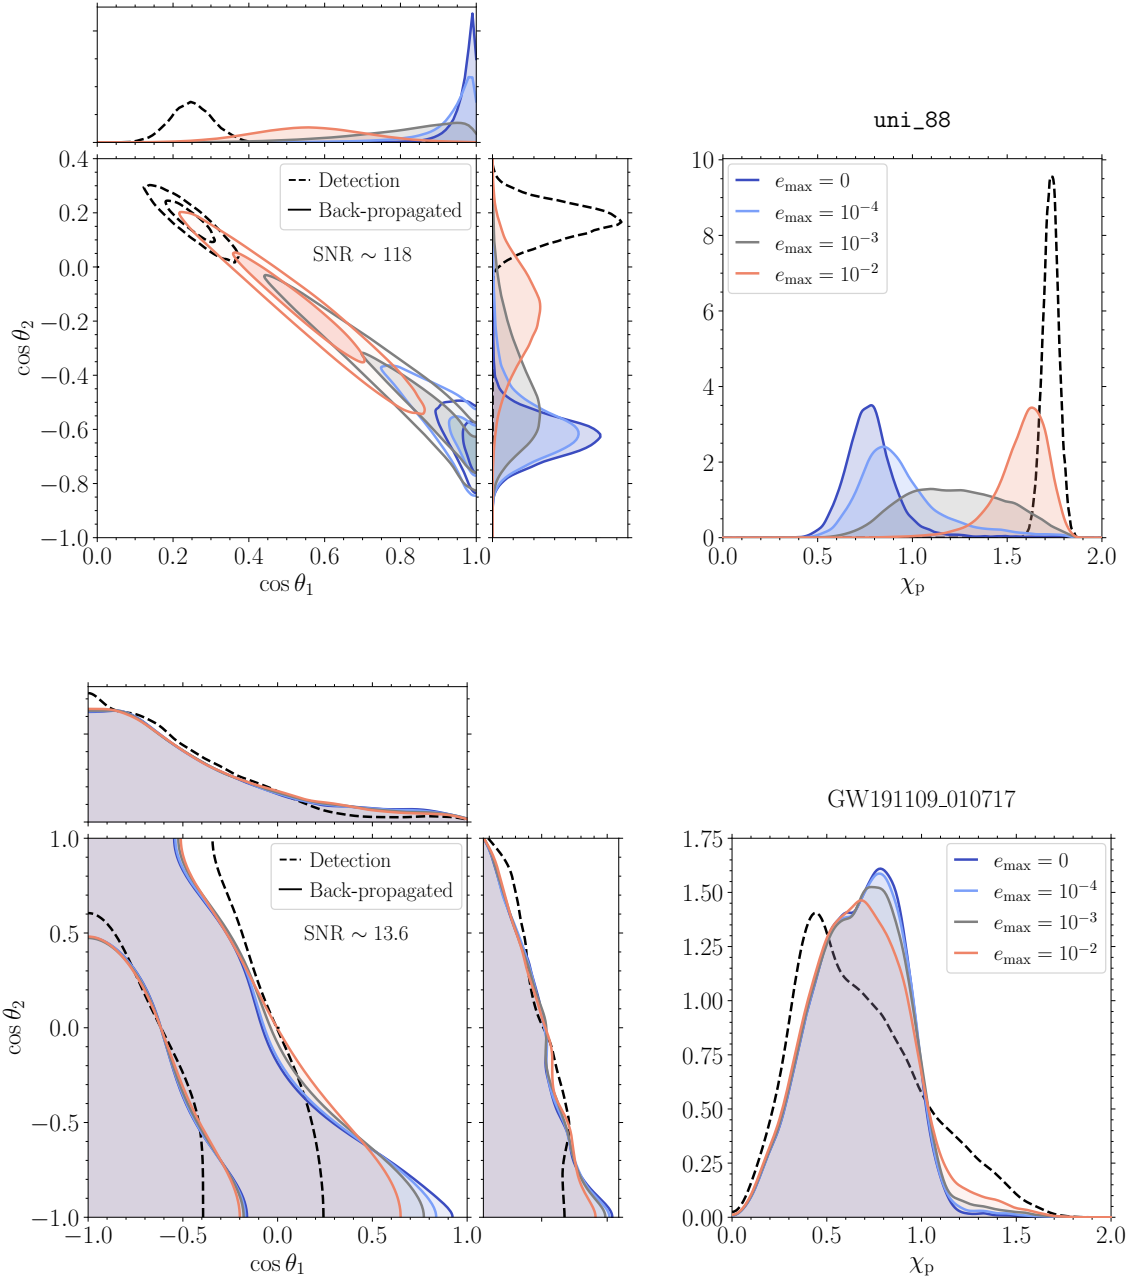 uni_88
0.4
0.2
0.0
−0.2
−0.4
−0.6
−0.8
−1.0
cos θ₂
Detection
Back-propagated
SNR ∼ 118
0.0 0.2 0.4 0.6 0.8 1.0
cos θ₁
10
8
6
4
2
0
e_max = 0
e_max = 10⁻⁴
e_max = 10⁻³
e_max = 10⁻²
0.0 0.5 1.0 1.5 2.0
χ_p
GW191109_010717
1.0
0.5
0.0
−0.5
−1.0
cos θ₂
Detection
Back-propagated
SNR ∼ 13.6
−1.0 −0.5 0.0 0.5 1.0
cos θ₁
1.75
1.50
1.25
1.00
0.75
0.50
0.25
0.00
e_max = 0
e_max = 10⁻⁴
e_max = 10⁻³
e_max = 10⁻²
0.0 0.5 1.0 1.5 2.0
χ_p